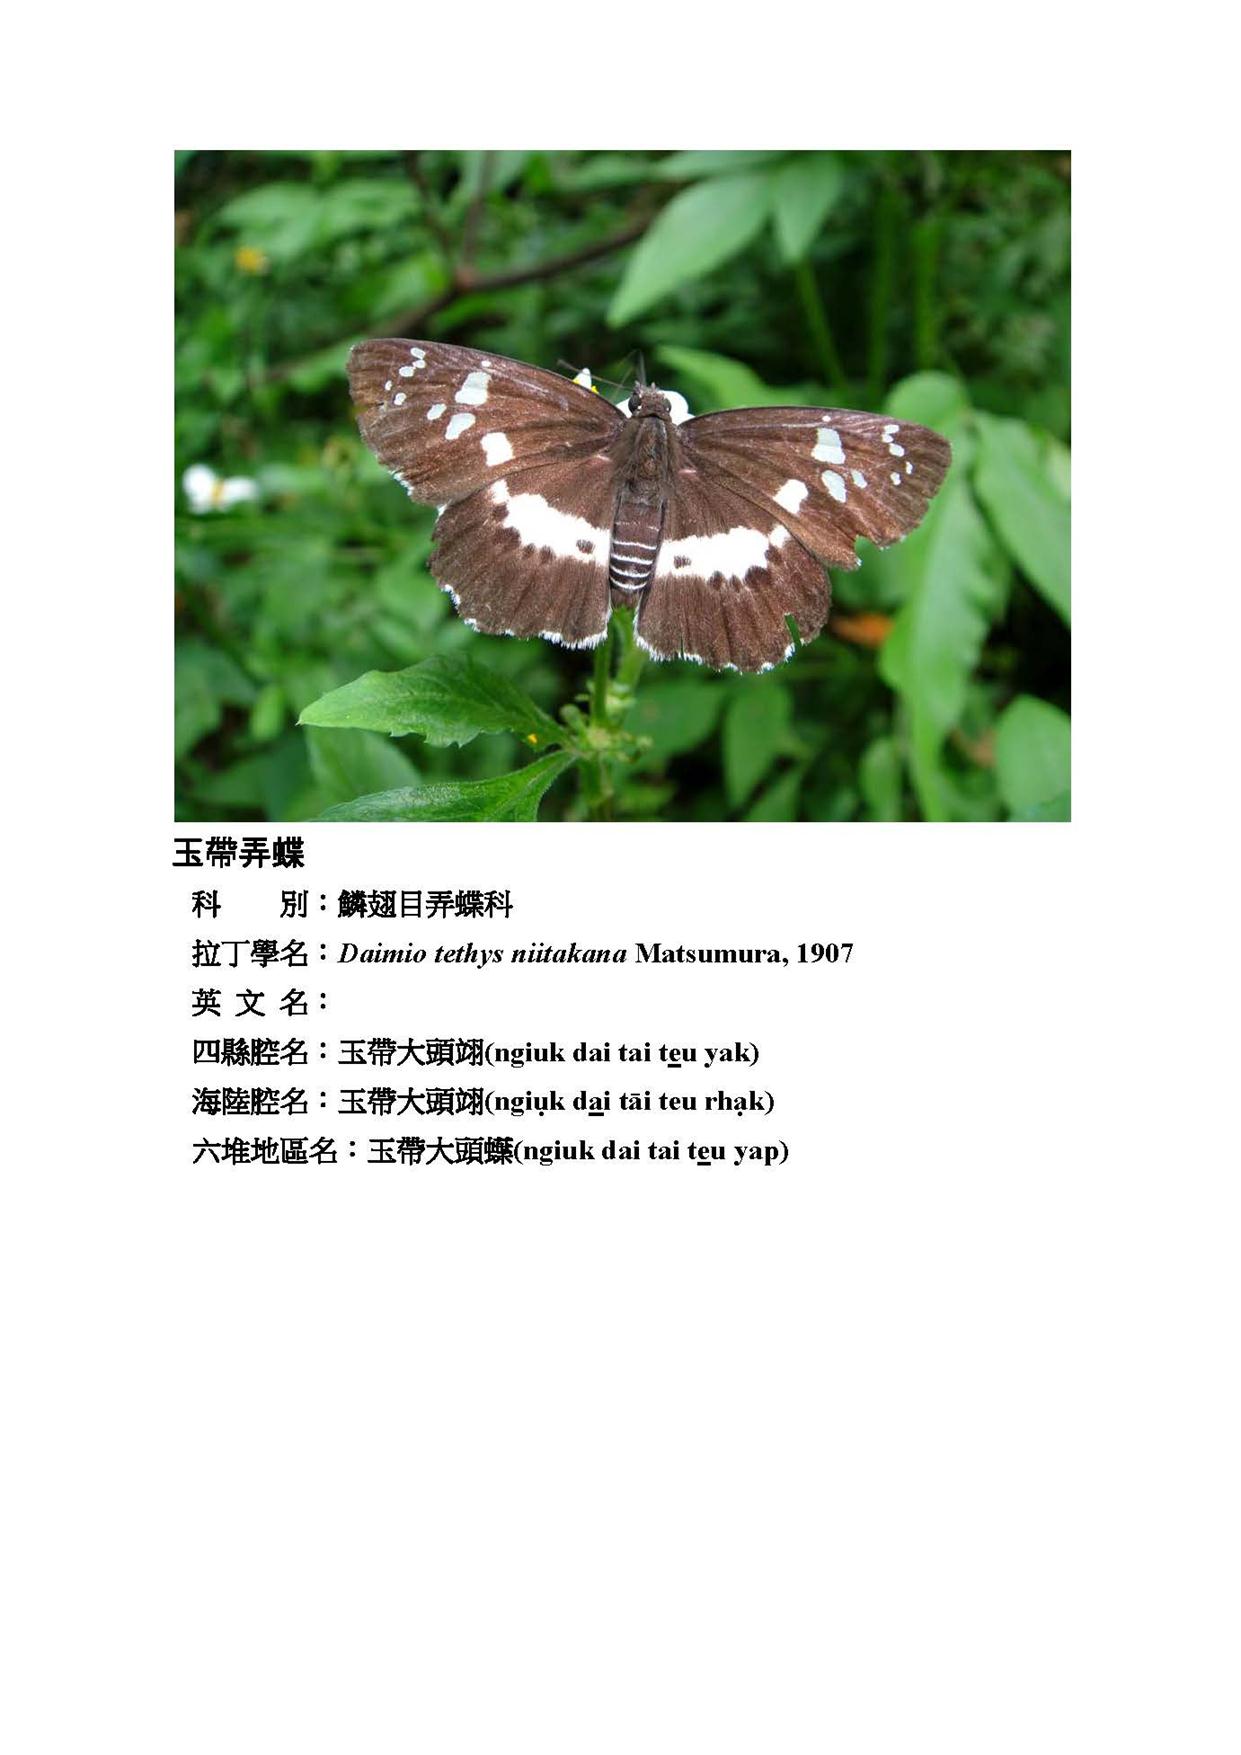 玉帶弄蝶
科　　別：鱗翅目弄蝶科
拉丁學名：Daimio tethys niitakana Matsumura, 1907
英 文 名：
四縣腔名：玉帶大頭翊(ngiuk dai tai te̲u yak)
海陸腔名：玉帶大頭翊(ngiụk da̲i tāi teu rhạk)
六堆地區名：玉帶大頭蠂(ngiuk dai tai te̲u yap)